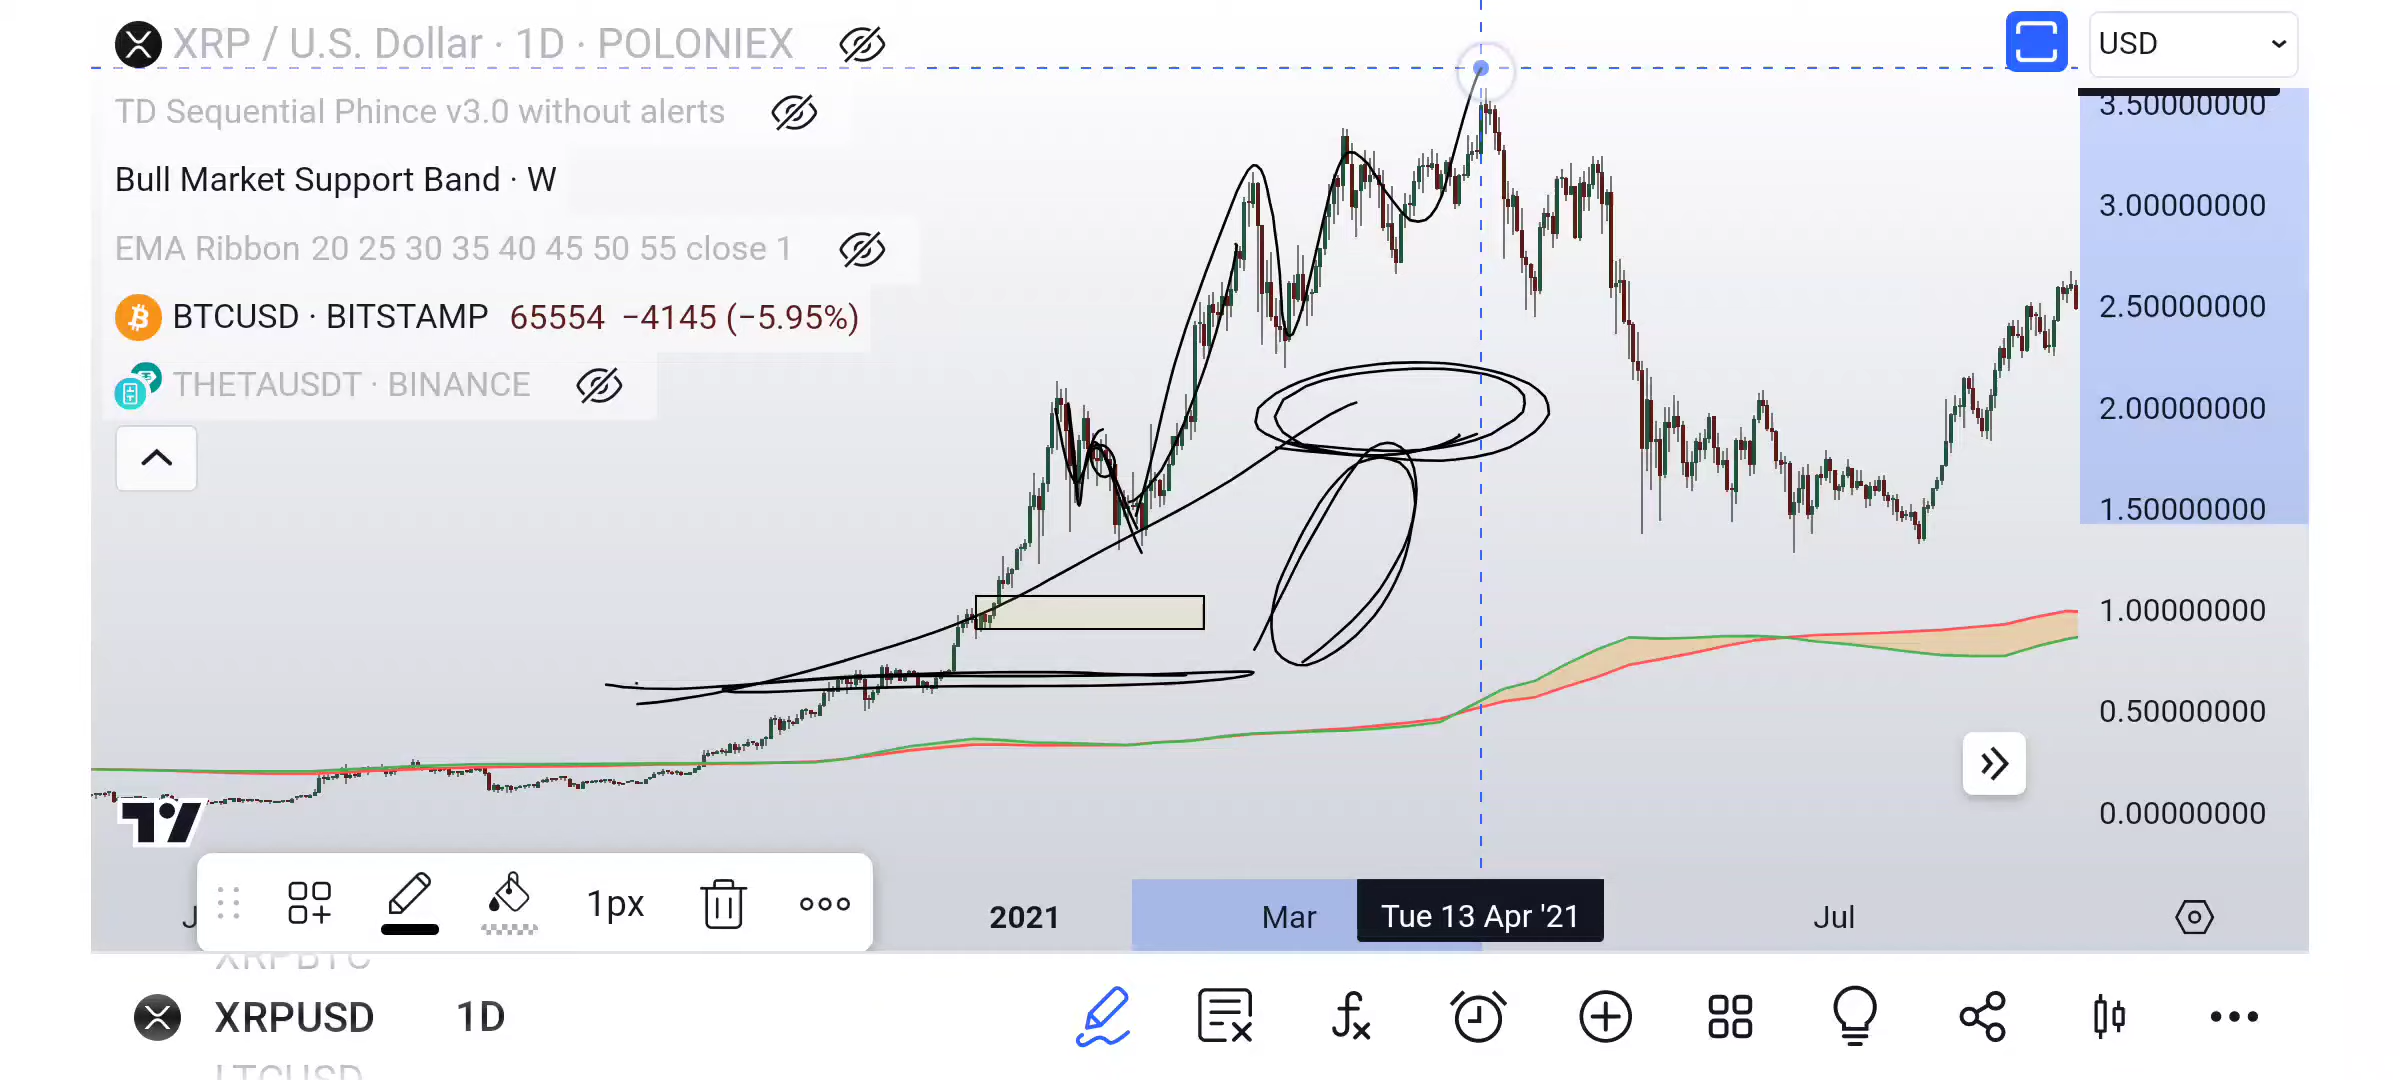 XRP / U.S. Dollar · 1D · POLONIEX
USD
TD Sequential Phince v3.0 without alerts
3.50000000
Bull Market Support Band · W
3.00000000
EMA Ribbon 20 25 30 35 40 45 50 55 close 1
BTCUSD · BITSTAMP 65554 −4145 (−5.95%)
2.50000000
THETAUSDT · BINANCE
2.00000000
1.50000000
1.00000000
0.50000000
0.00000000
1px
2021
Mar
Tue 13 Apr '21
Jul
XRPBTC
XRPUSD 1D
LTCUSD